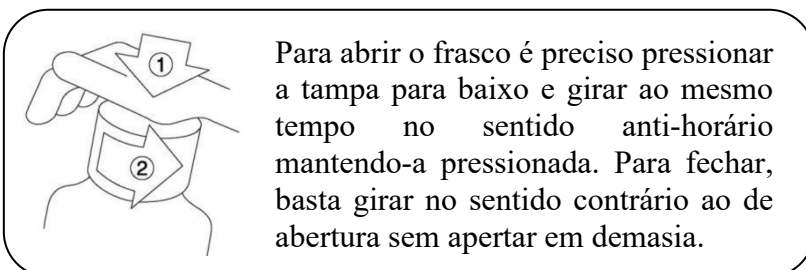 ①
②
Para abrir o frasco é preciso pressionar
a tampa para baixo e girar ao mesmo
tempo no sentido anti-horário
mantendo-a pressionada. Para fechar,
basta girar no sentido contrário ao de
abertura sem apertar em demasia.